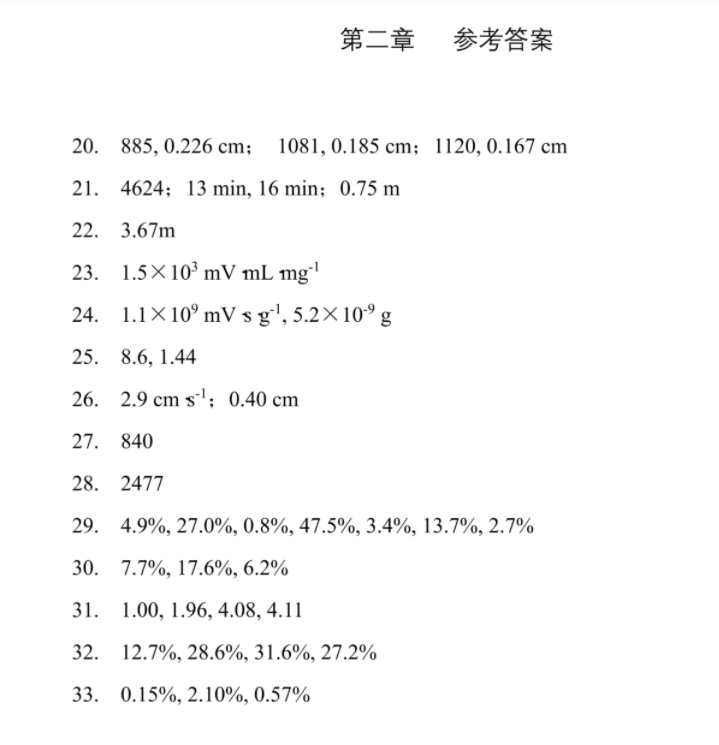 第二章 参考答案
20. 885, 0.226 cm； 1081, 0.185 cm；1120, 0.167 cm
21. 4624；13 min, 16 min；0.75 m
22. 3.67m
23. 1.5×10³ mV mL mg⁻¹
24. 1.1×10⁹ mV s g⁻¹, 5.2×10⁻⁹ g
25. 8.6, 1.44
26. 2.9 cm s⁻¹；0.40 cm
27. 840
28. 2477
29. 4.9%, 27.0%, 0.8%, 47.5%, 3.4%, 13.7%, 2.7%
30. 7.7%, 17.6%, 6.2%
31. 1.00, 1.96, 4.08, 4.11
32. 12.7%, 28.6%, 31.6%, 27.2%
33. 0.15%, 2.10%, 0.57%